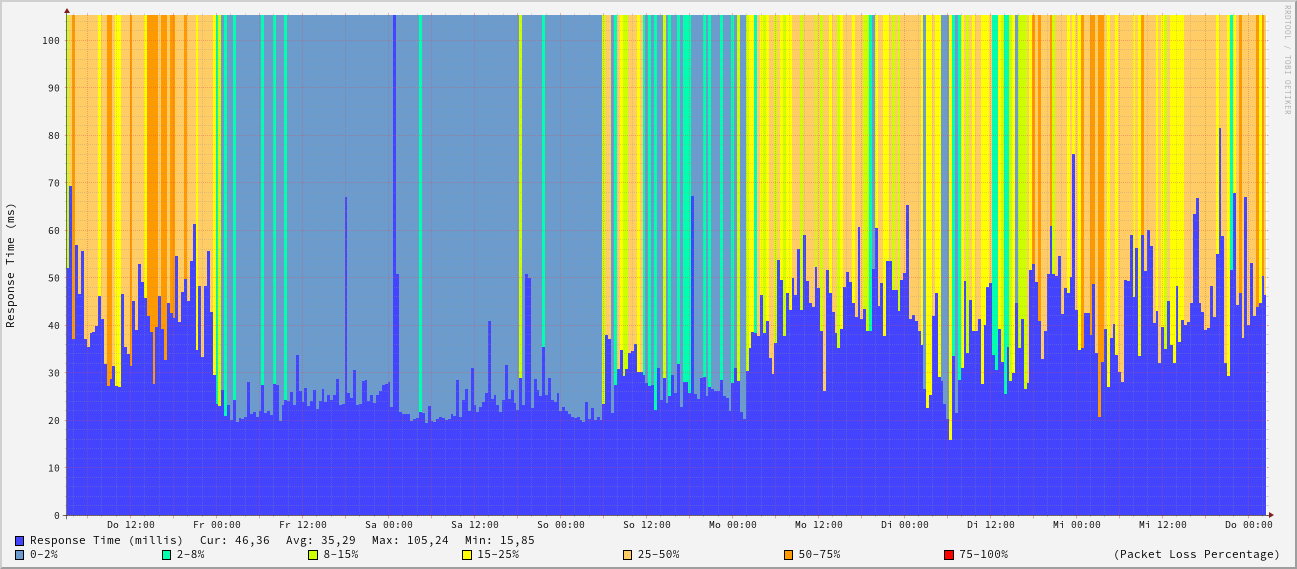 RRDTOOL / TOBI OETIKER
Response Time (ms)
100
90
80
70
60
50
40
30
20
10
0
Do 12:00 Fr 00:00 Fr 12:00 Sa 00:00 Sa 12:00 So 00:00 So 12:00 Mo 00:00 Mo 12:00 Di 00:00 Di 12:00 Mi 00:00 Mi 12:00 Do 00:00
Response Time (millis) Cur: 46,36 Avg: 35,29 Max: 105,24 Min: 15,85
0-2% 2-8% 8-15% 15-25% 25-50% 50-75% 75-100% (Packet Loss Percentage)